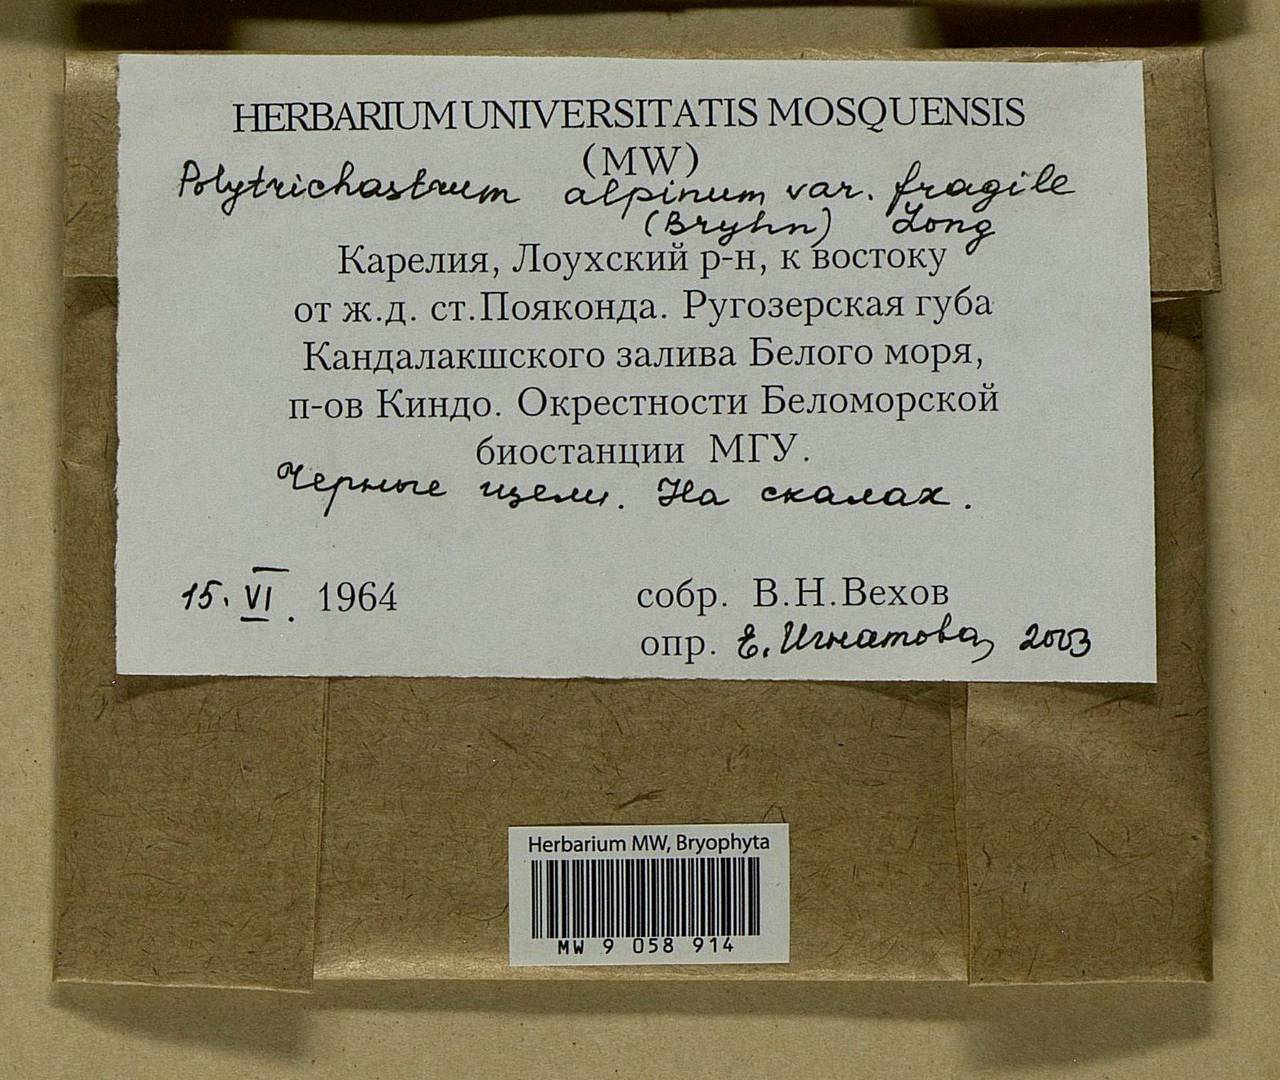 HERBARIUM UNIVERSITATIS MOSQUENSIS
(MW)
Polytrichastrum alpinum var. fragile
(Bryhn) Long
Карелия, Лоухский р-н, к востоку
от ж.д. ст.Пояконда. Ругозерская губа
Кандалакшского залива Белого моря,
п-ов Киндо. Окрестности Беломорской
биостанции МГУ.
Черные щели. На скалах.
15. VI. 1964
собр. В.Н.Вехов
опр. Е. Игнатова, 2003
Herbarium MW, Bryophyta
MW 9 058 914